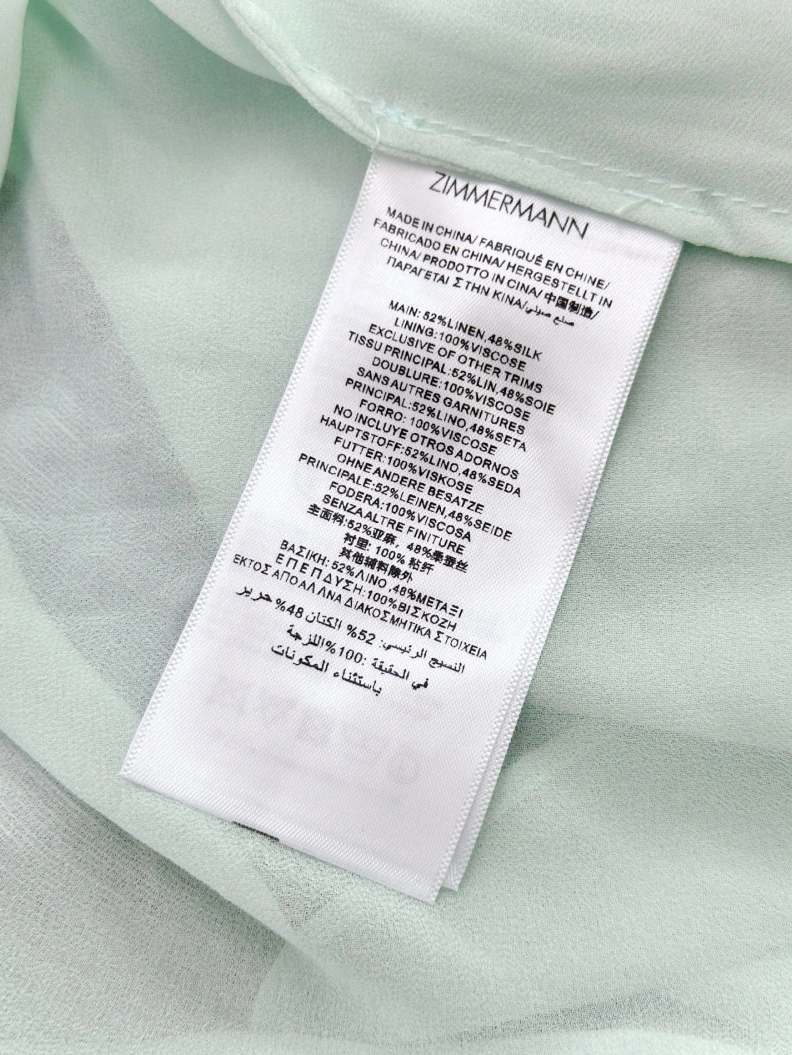 ZIMMERMANN
MADE IN CHINA/ FABRIQUÉ EN CHINE/
FABRICADO EN CHINA/ HERGESTELLT IN
CHINA/ PRODOTTO IN CINA/ 中国制造/
ΠΑΡΑΓΕΤΑΙ ΣΤΗΝ ΚΙΝΑ/صنع صيني
MAIN: 52%LINEN,48%SILK
LINING:100%VISCOSE
EXCLUSIVE OF OTHER TRIMS
TISSU PRINCIPAL:52%LIN,48%SOIE
DOUBLURE:100%VISCOSE
SANS AUTRES GARNITURES
PRINCIPAL:52%LINO,48%SETA
FORRO: 100%VISCOSE
NO INCLUYE OTROS ADORNOS
HAUPTSTOFF:52%LINO,48%SEDA
FUTTER:100%VISKOSE
OHNE ANDERE BESATZE
PRINCIPALE:52%LEINEN,48%SEIDE
FODERA:100%VISCOSA
SENZA ALTRE FINITURE
主面料:52%亚麻, 48%桑蚕丝
衬里: 100% 粘纤
其他辅料除外
ΒΑΣΙΚΗ: 52%ΛΙΝΟ ,48%ΜΕΤΑΞΙ
ΕΠΕΠΔΥΣΗ:100%ΒΙΣΚΟΖΗ
ΕΚΤΟΣ ΑΠΟ ΑΛΛΝΑ ΔΙΑΚΟΣΜΗΤΙΚΑ ΣΤΟΙΧΕΙΑ
النسيج الرئيسي: 52% الكتان 48% حرير
في الحقيقة :100%اللزجة
باستثناء المكونات